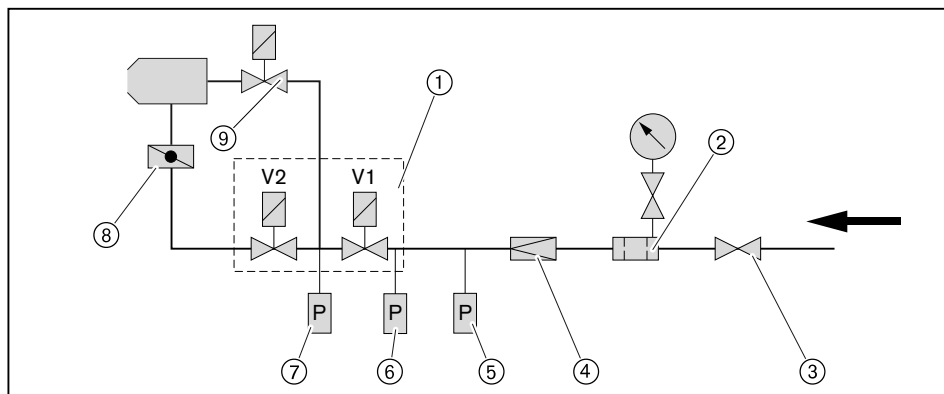 ①
⑨
②
V2
V1
⑧
P
P
P
⑦
⑥
⑤
④
③